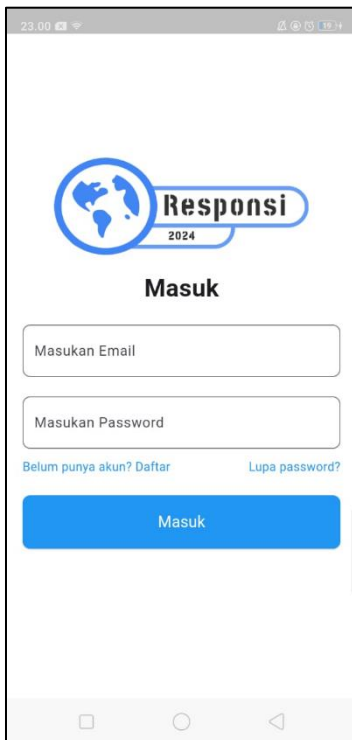 23.00
Responsi
2024
Masuk
Masukan Email
Masukan Password
Belum punya akun? Daftar
Lupa password?
Masuk